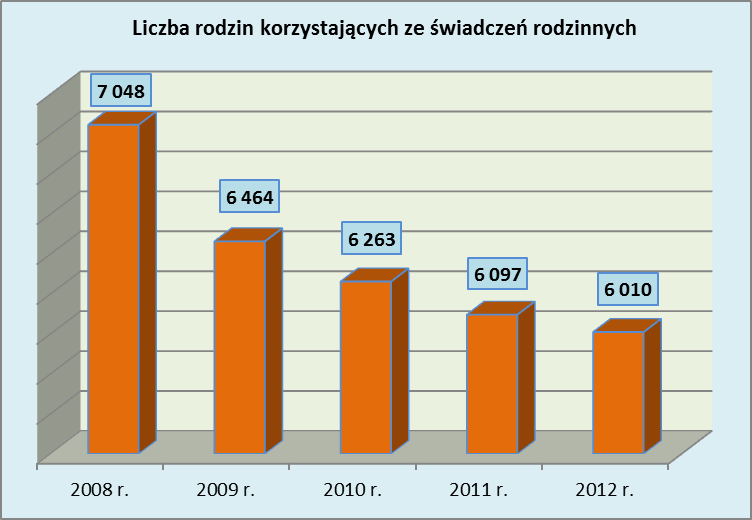 Liczba rodzin korzystających ze świadczeń rodzinnych
7 048
6 464
6 263
6 097
6 010
2008 r.
2009 r.
2010 r.
2011 r.
2012 r.